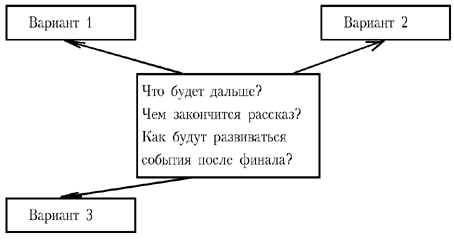 Вариант 1
Вариант 2
Что будет дальше?
Чем закончится рассказ?
Как будут развиваться
события после финала?
Вариант 3